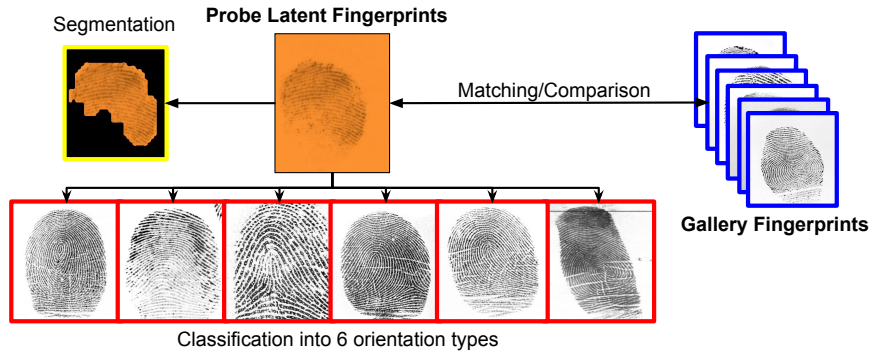 Probe Latent Fingerprints
Segmentation
Matching/Comparison
Gallery Fingerprints
Classification into 6 orientation types